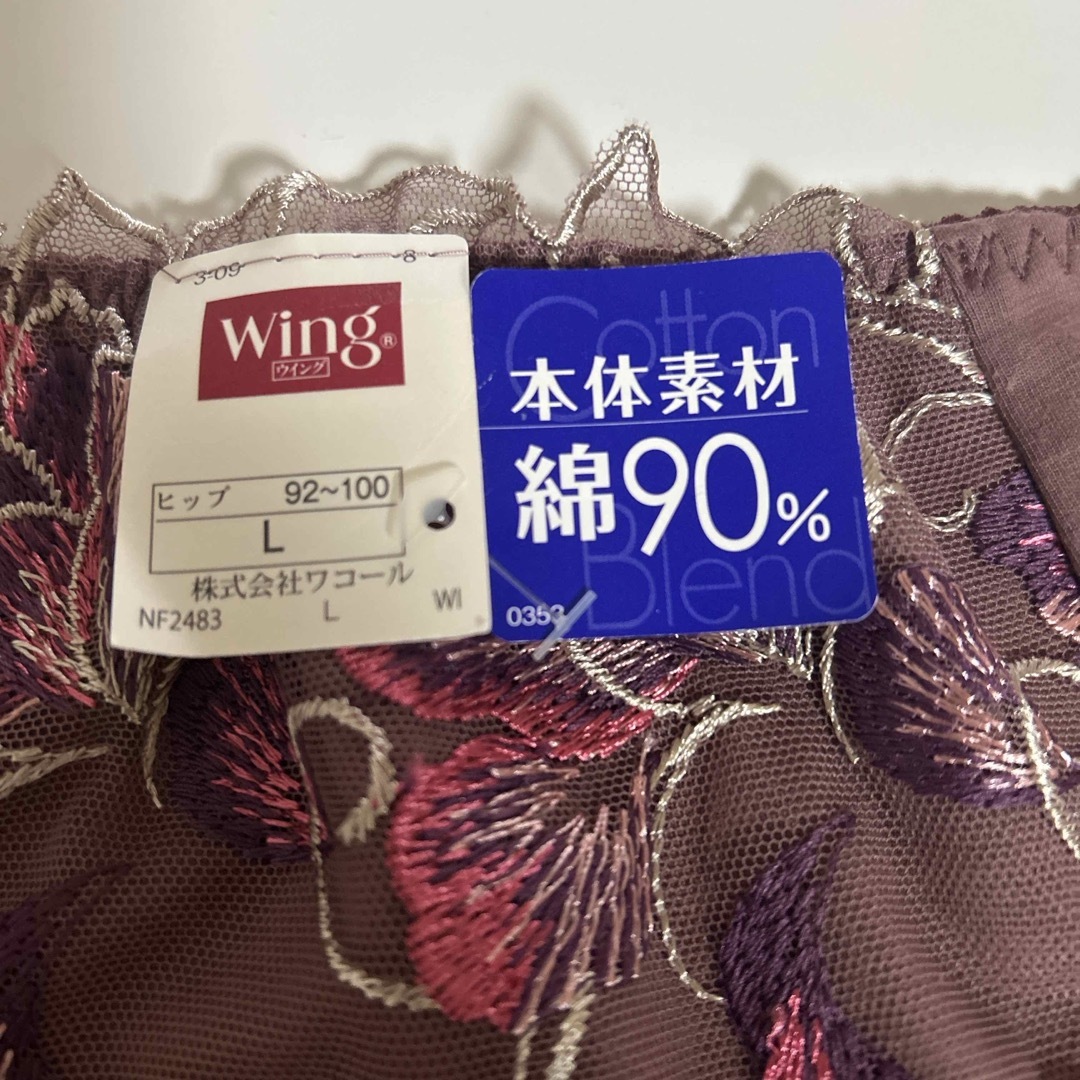 3-09 8
Wing®
ウイング
ヒップ 92~100
L
株式会社ワコール
NF2483 L WI
Cotton
本体素材
綿90%
Blend
0353